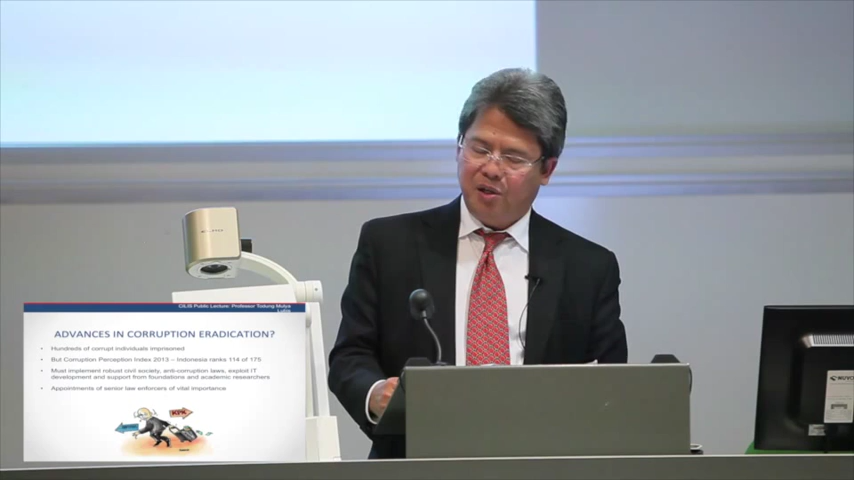 CILIS Public Lecture: Professor Todung Mulya
Lubis
ADVANCES IN CORRUPTION ERADICATION?
• Hundreds of corrupt individuals imprisoned
• But Corruption Perception Index 2013 – Indonesia ranks 114 of 175
• Must implement robust civil society, anti-corruption laws, exploit IT
development and support from foundations and academic researchers
• Appointments of senior law enforcers of vital importance
KPK